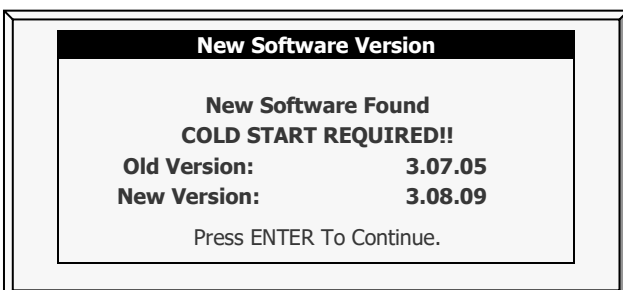 New Software Version
New Software Found
COLD START REQUIRED!!
Old Version: 3.07.05
New Version: 3.08.09
Press ENTER To Continue.